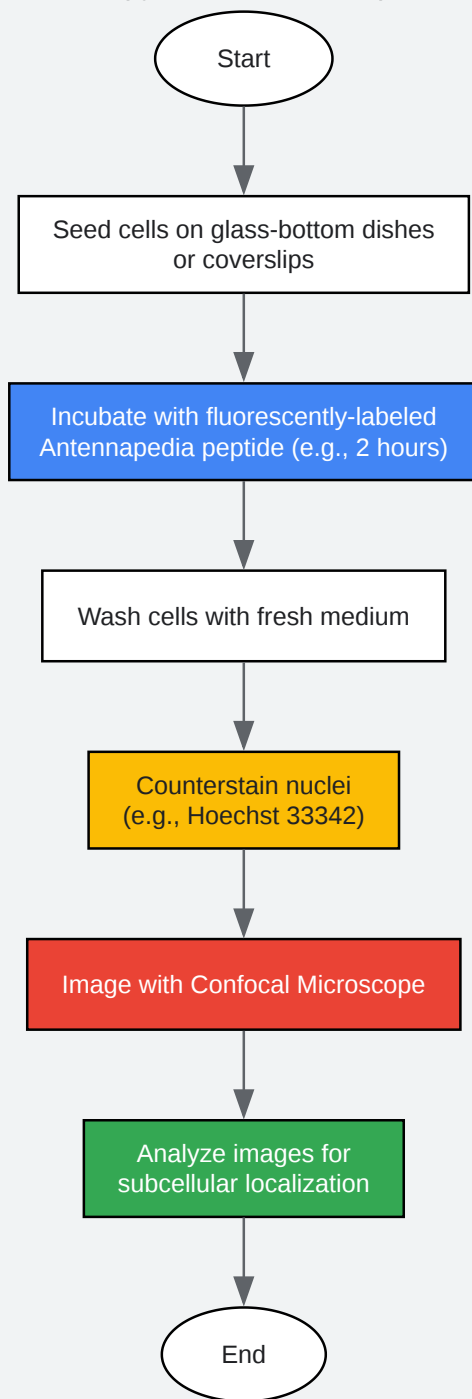 Start
Seed cells on glass-bottom dishes
or coverslips
Incubate with fluorescently-labeled
Antennapedia peptide (e.g., 2 hours)
Wash cells with fresh medium
Counterstain nuclei
(e.g., Hoechst 33342)
Image with Confocal Microscope
Analyze images for
subcellular localization
End